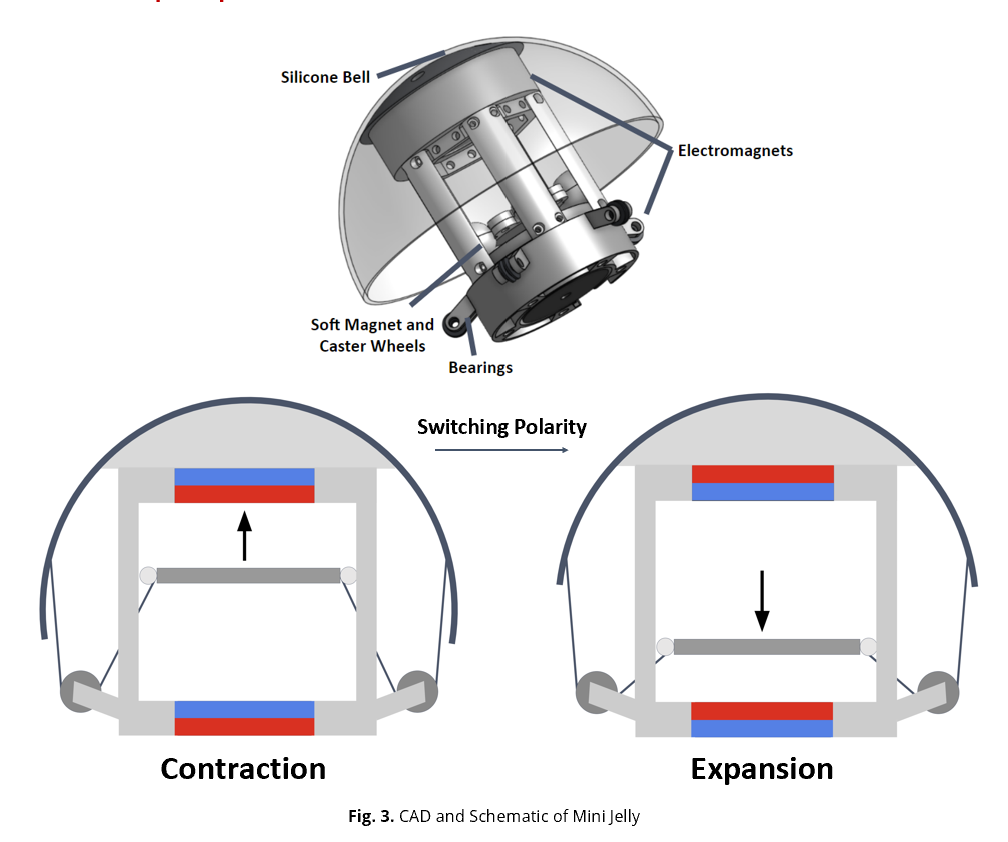 Silicone Bell
Electromagnets
Soft Magnet and
Caster Wheels
Bearings
Switching Polarity
Contraction
Expansion
Fig. 3. CAD and Schematic of Mini Jelly